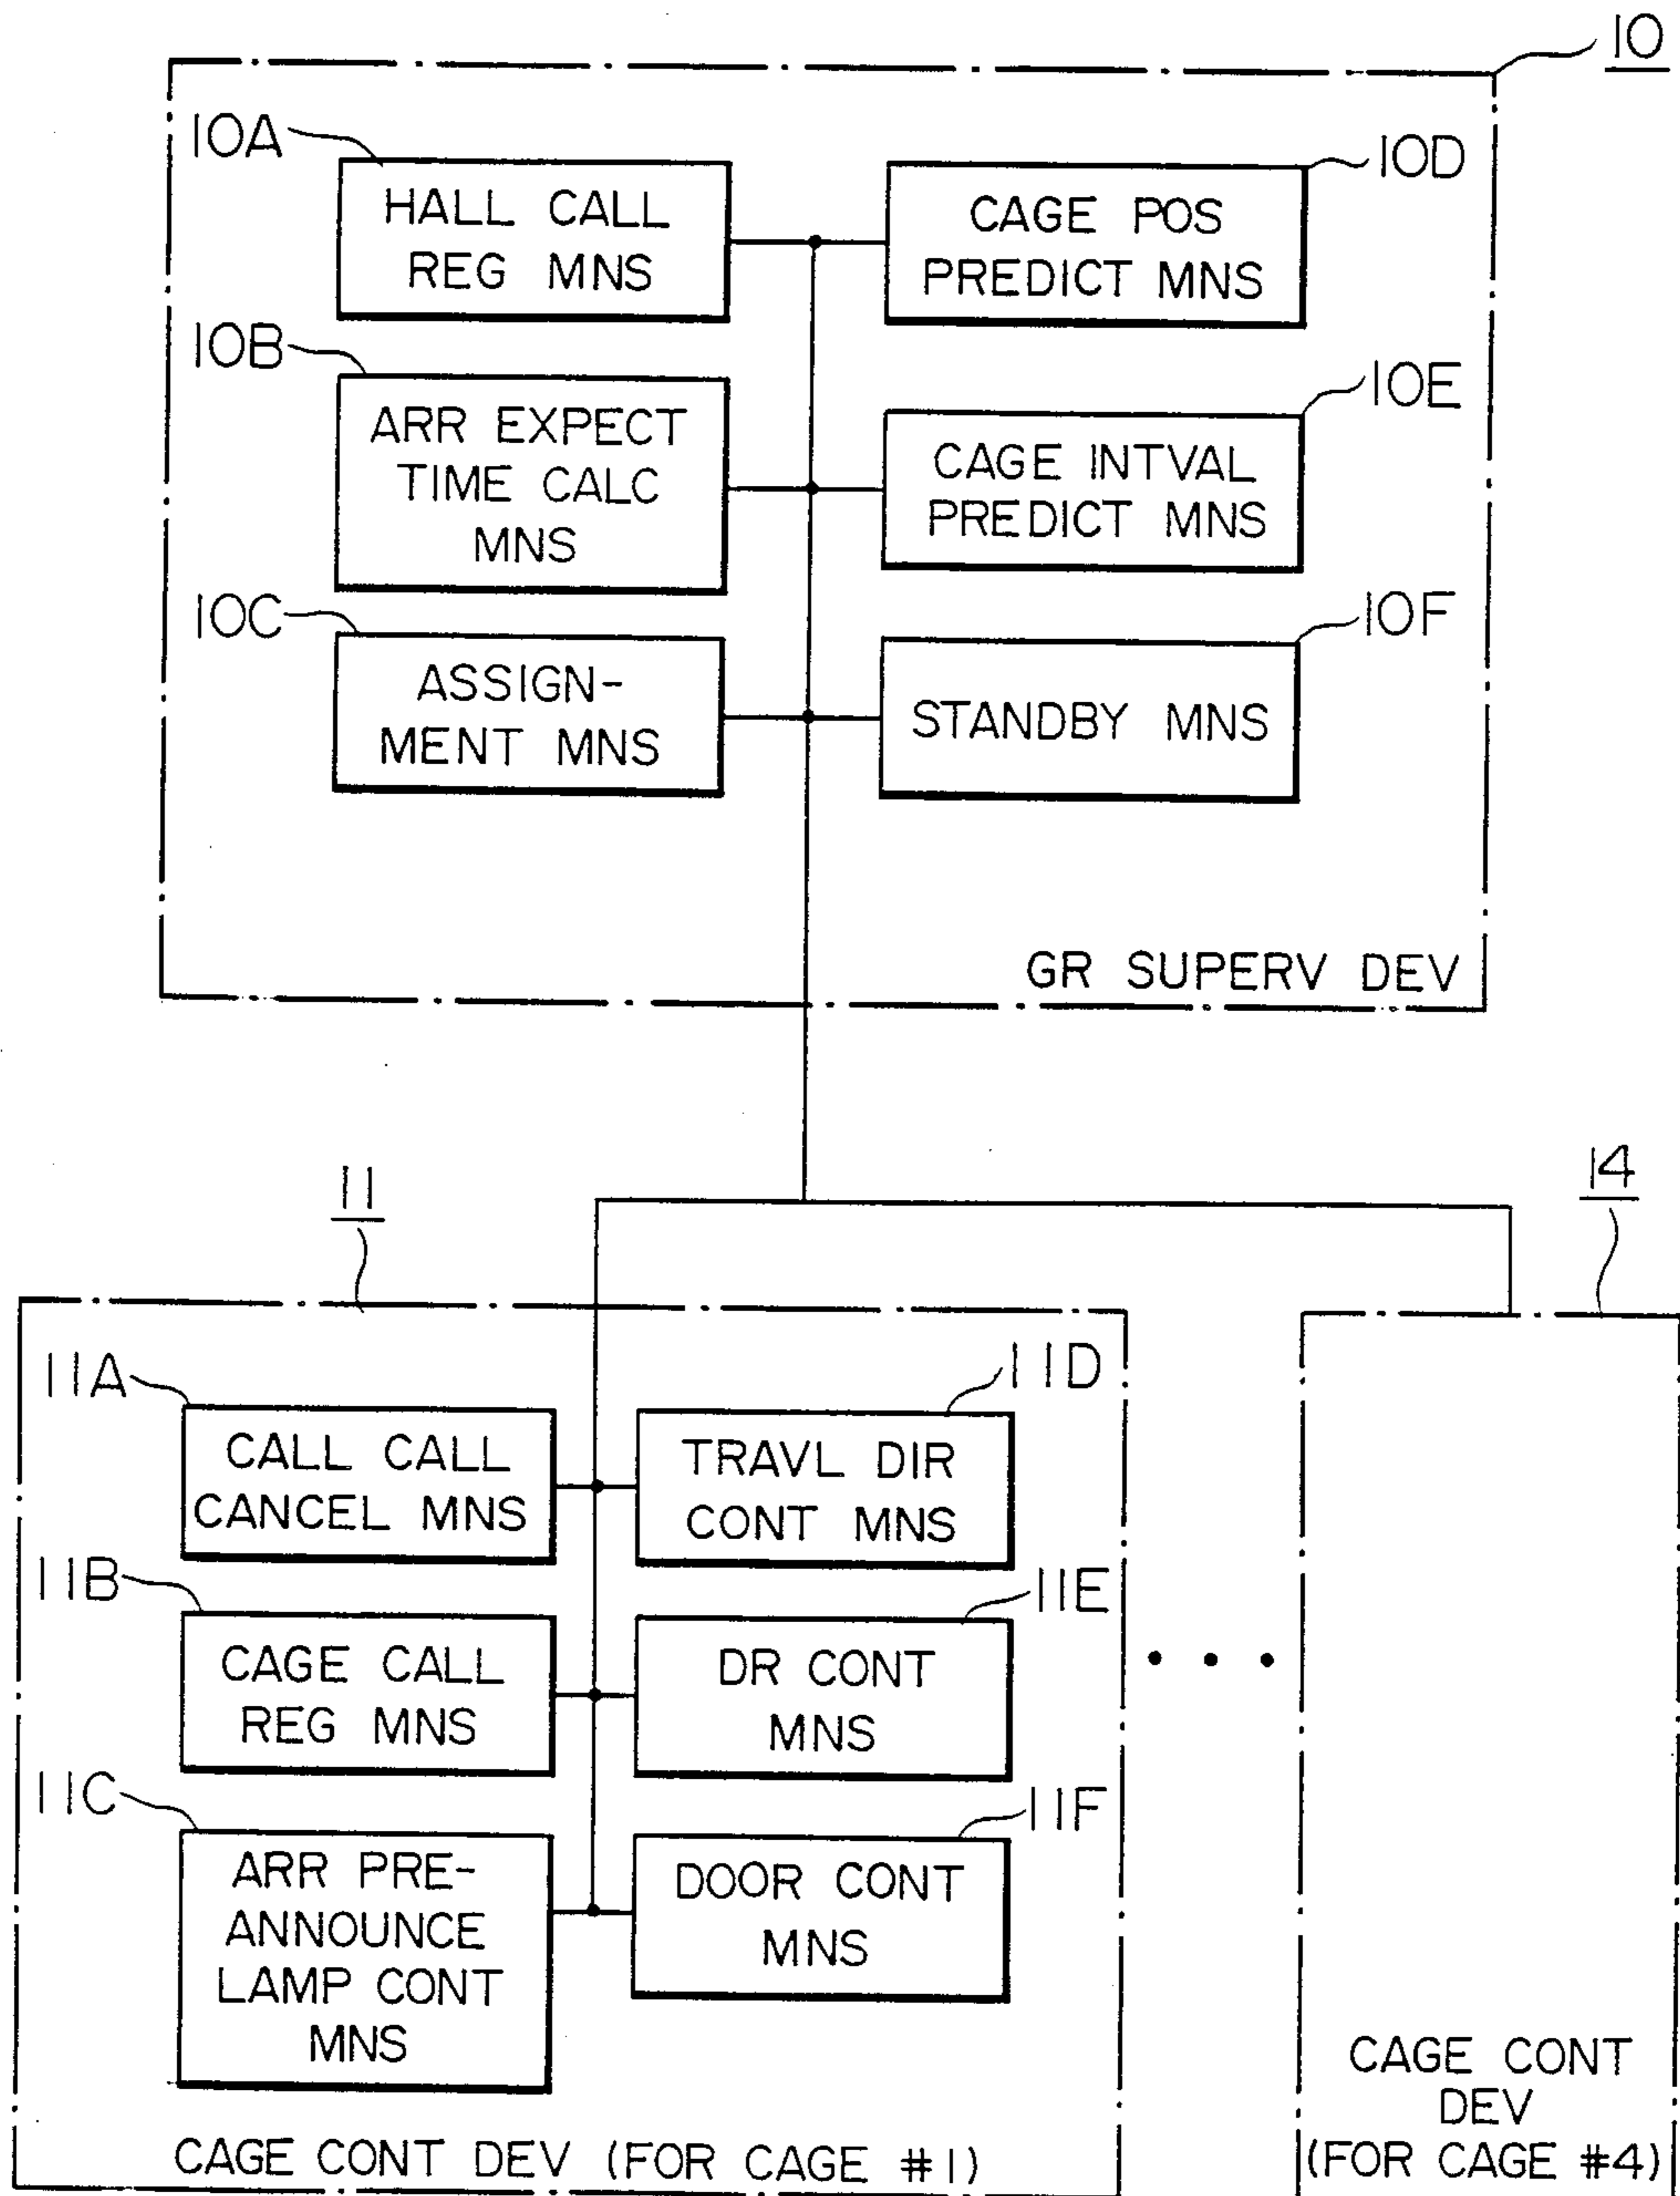 10
10A
HALL CALL
REG MNS
10D
CAGE POS
PREDICT MNS
10B
ARR EXPECT
TIME CALC
MNS
10E
CAGE INTVAL
PREDICT MNS
10C
ASSIGN-
MENT MNS
10F
STANDBY MNS
GR SUPERV DEV
11
14
11A
CALL CALL
CANCEL MNS
11D
TRAVL DIR
CONT MNS
11B
CAGE CALL
REG MNS
11E
DR CONT
MNS
11C
ARR PRE-
ANNOUNCE
LAMP CONT
MNS
11F
DOOR CONT
MNS
CAGE CONT DEV (FOR CAGE #1)
CAGE CONT
DEV
(FOR CAGE #4)